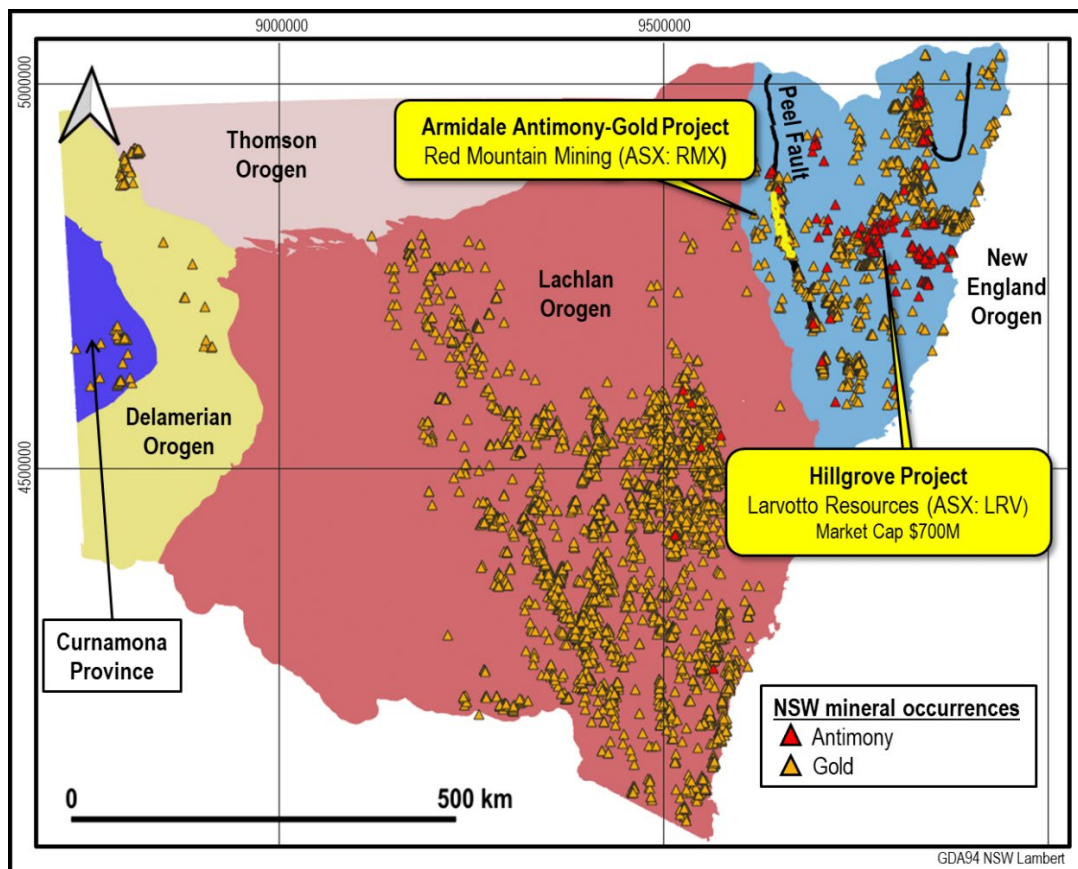 9000000
9500000
5000000
4500000
Thomson
Orogen
Armidale Antimony-Gold Project
Red Mountain Mining (ASX: RMX)
Peel Fault
Lachlan
Orogen
New
England
Orogen
Delamerian
Orogen
Hillgrove Project
Larvotto Resources (ASX: LRV)
Market Cap $700M
Curnamona
Province
NSW mineral occurrences
Antimony
Gold
0
500 km
GDA94 NSW Lambert